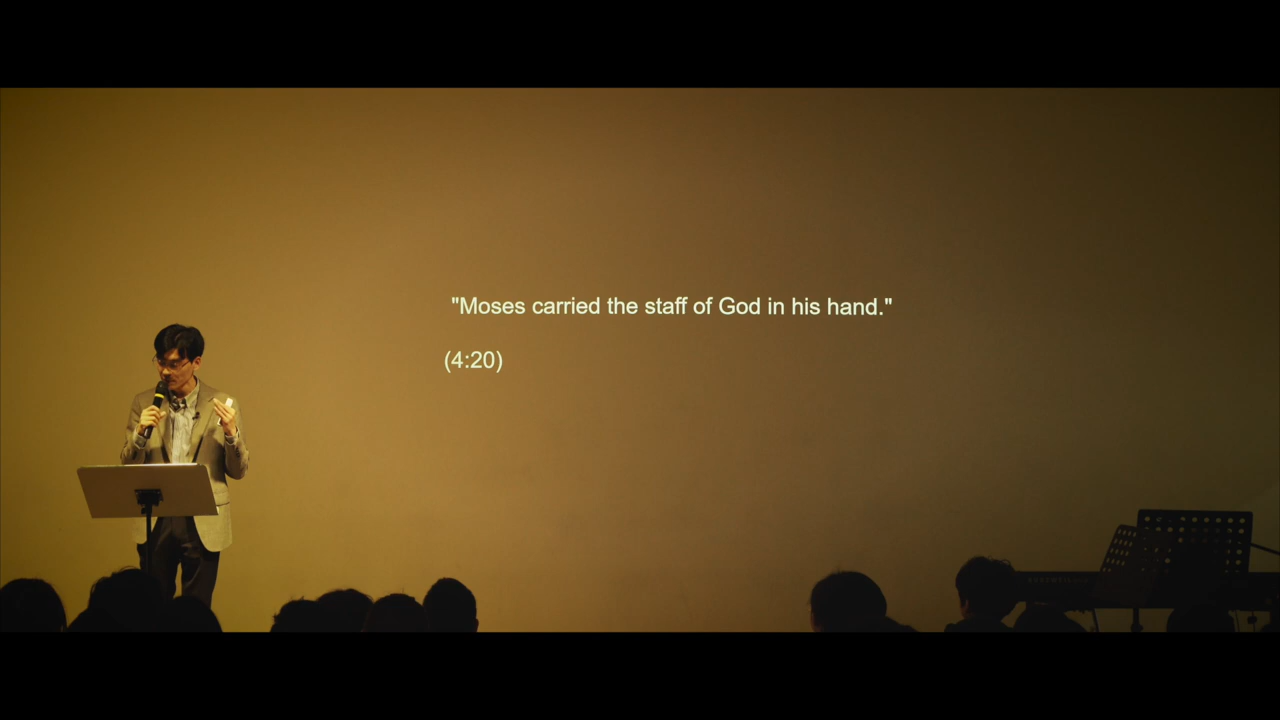 "Moses carried the staff of God in his hand."
(4:20)